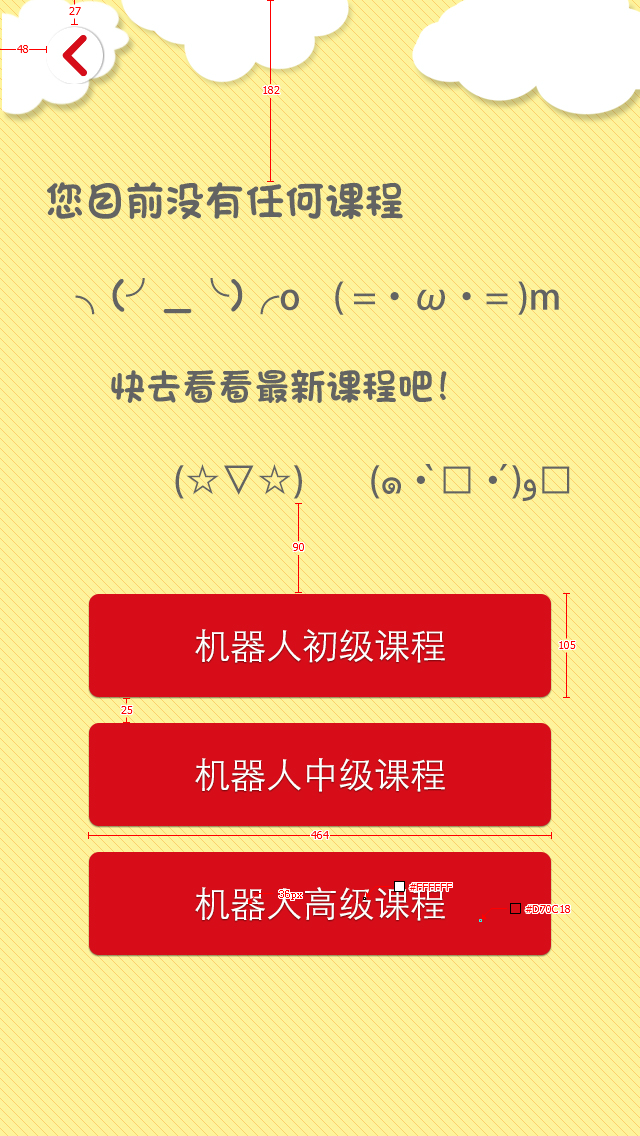 27
48
182
您目前没有任何课程
╮(╯_╰)╭o (=・ω・=)m
快去看看最新课程吧！
(☆▽☆) (๑•̀□•́)و□
90
机器人初级课程
105
25
机器人中级课程
464
机器人高级课程
36px
#FFFFFF
#D70C18